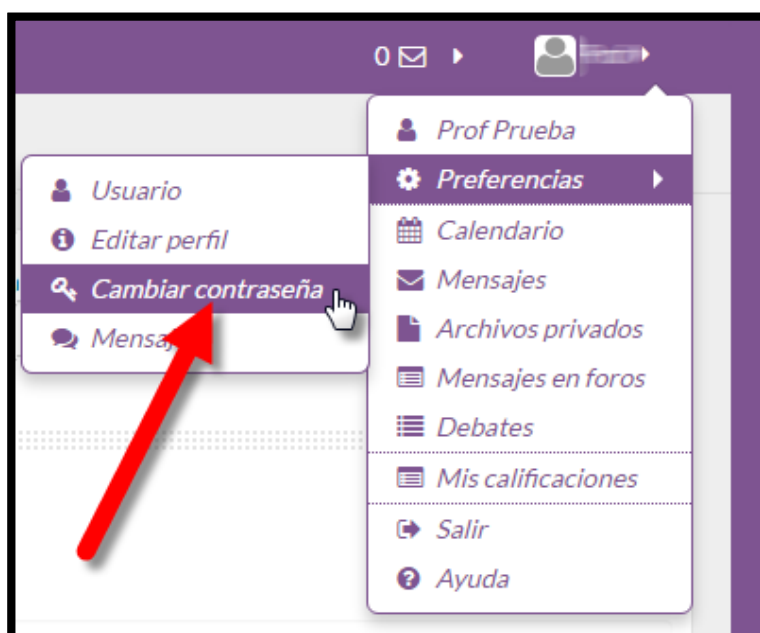 0
Prof Prueba
Preferencias
Calendario
Mensajes
Archivos privados
Mensajes en foros
Debates
Mis calificaciones
Salir
Ayuda
Usuario
Editar perfil
Cambiar contraseña